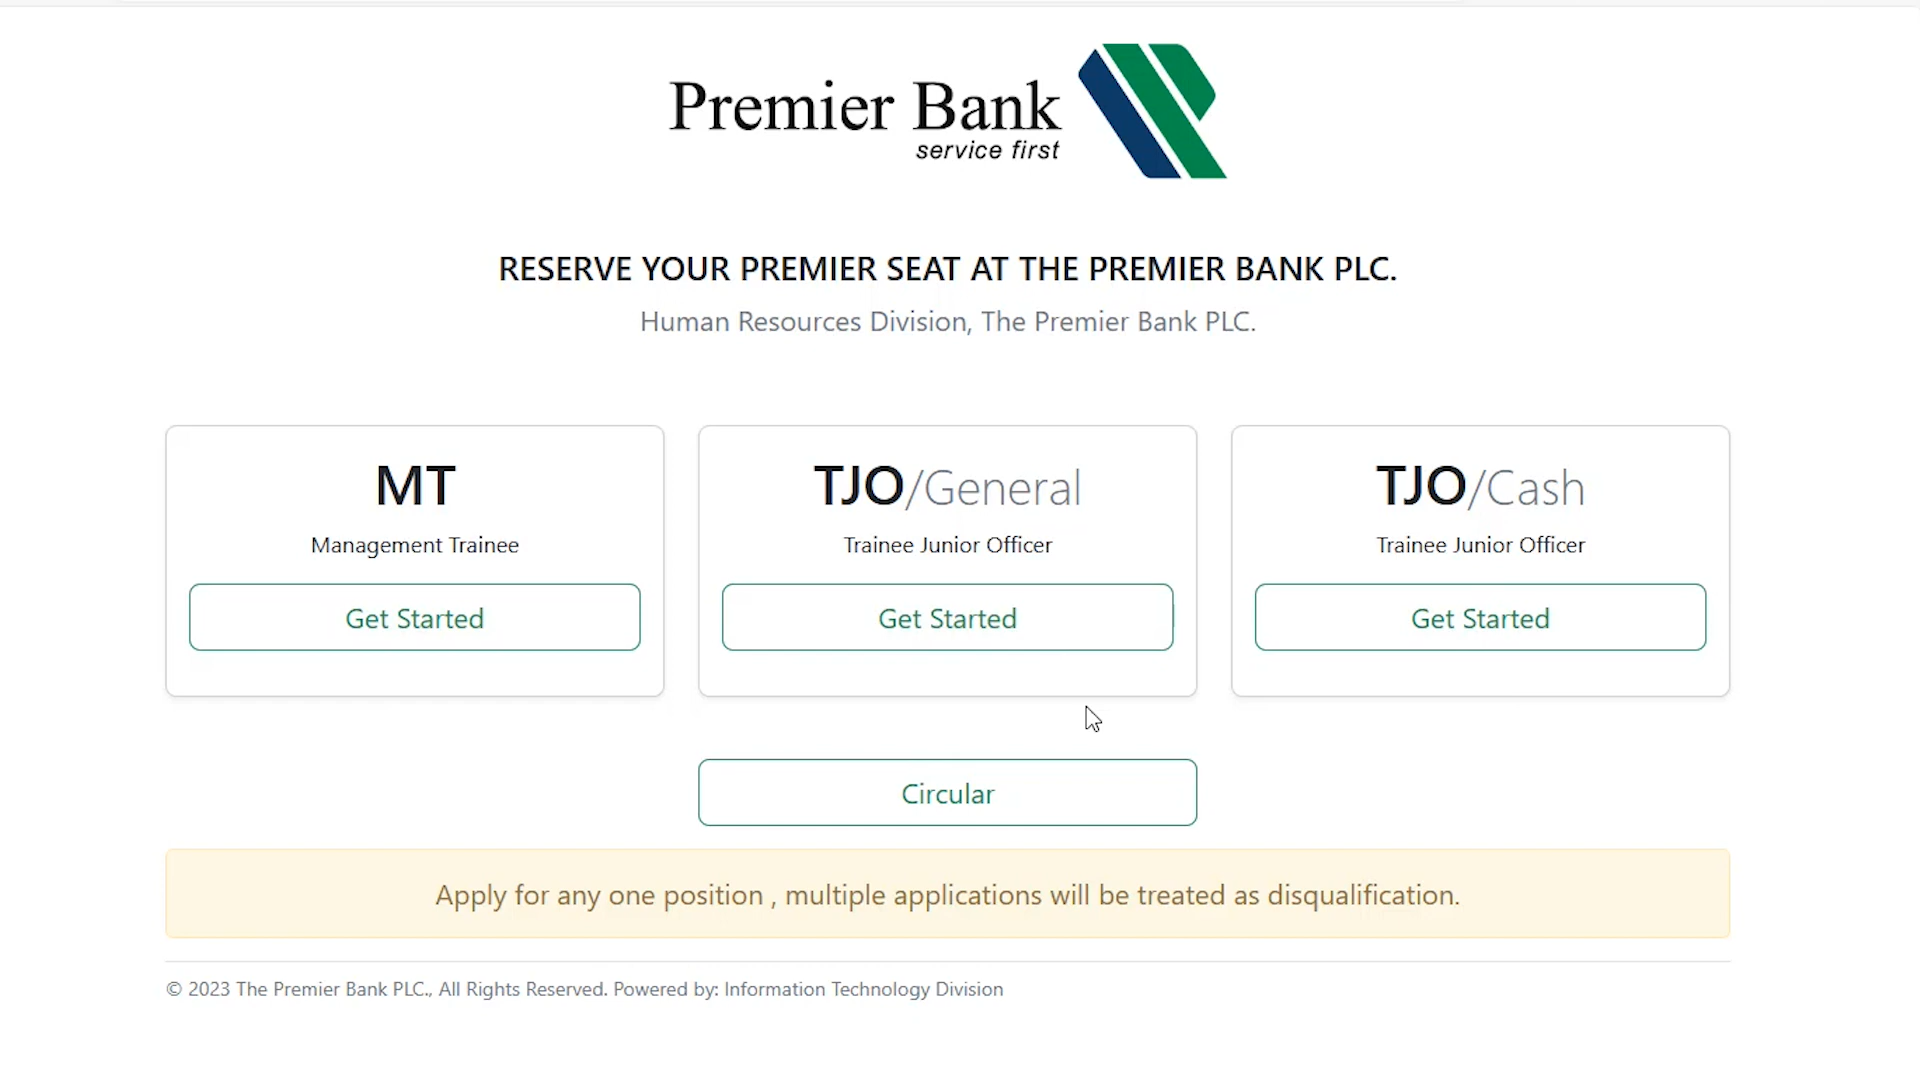 Premier Bank
service first
RESERVE YOUR PREMIER SEAT AT THE PREMIER BANK PLC.
Human Resources Division, The Premier Bank PLC.
MT
Management Trainee
Get Started
TJO/General
Trainee Junior Officer
Get Started
TJO/Cash
Trainee Junior Officer
Get Started
Circular
Apply for any one position , multiple applications will be treated as disqualification.
© 2023 The Premier Bank PLC., All Rights Reserved. Powered by: Information Technology Division